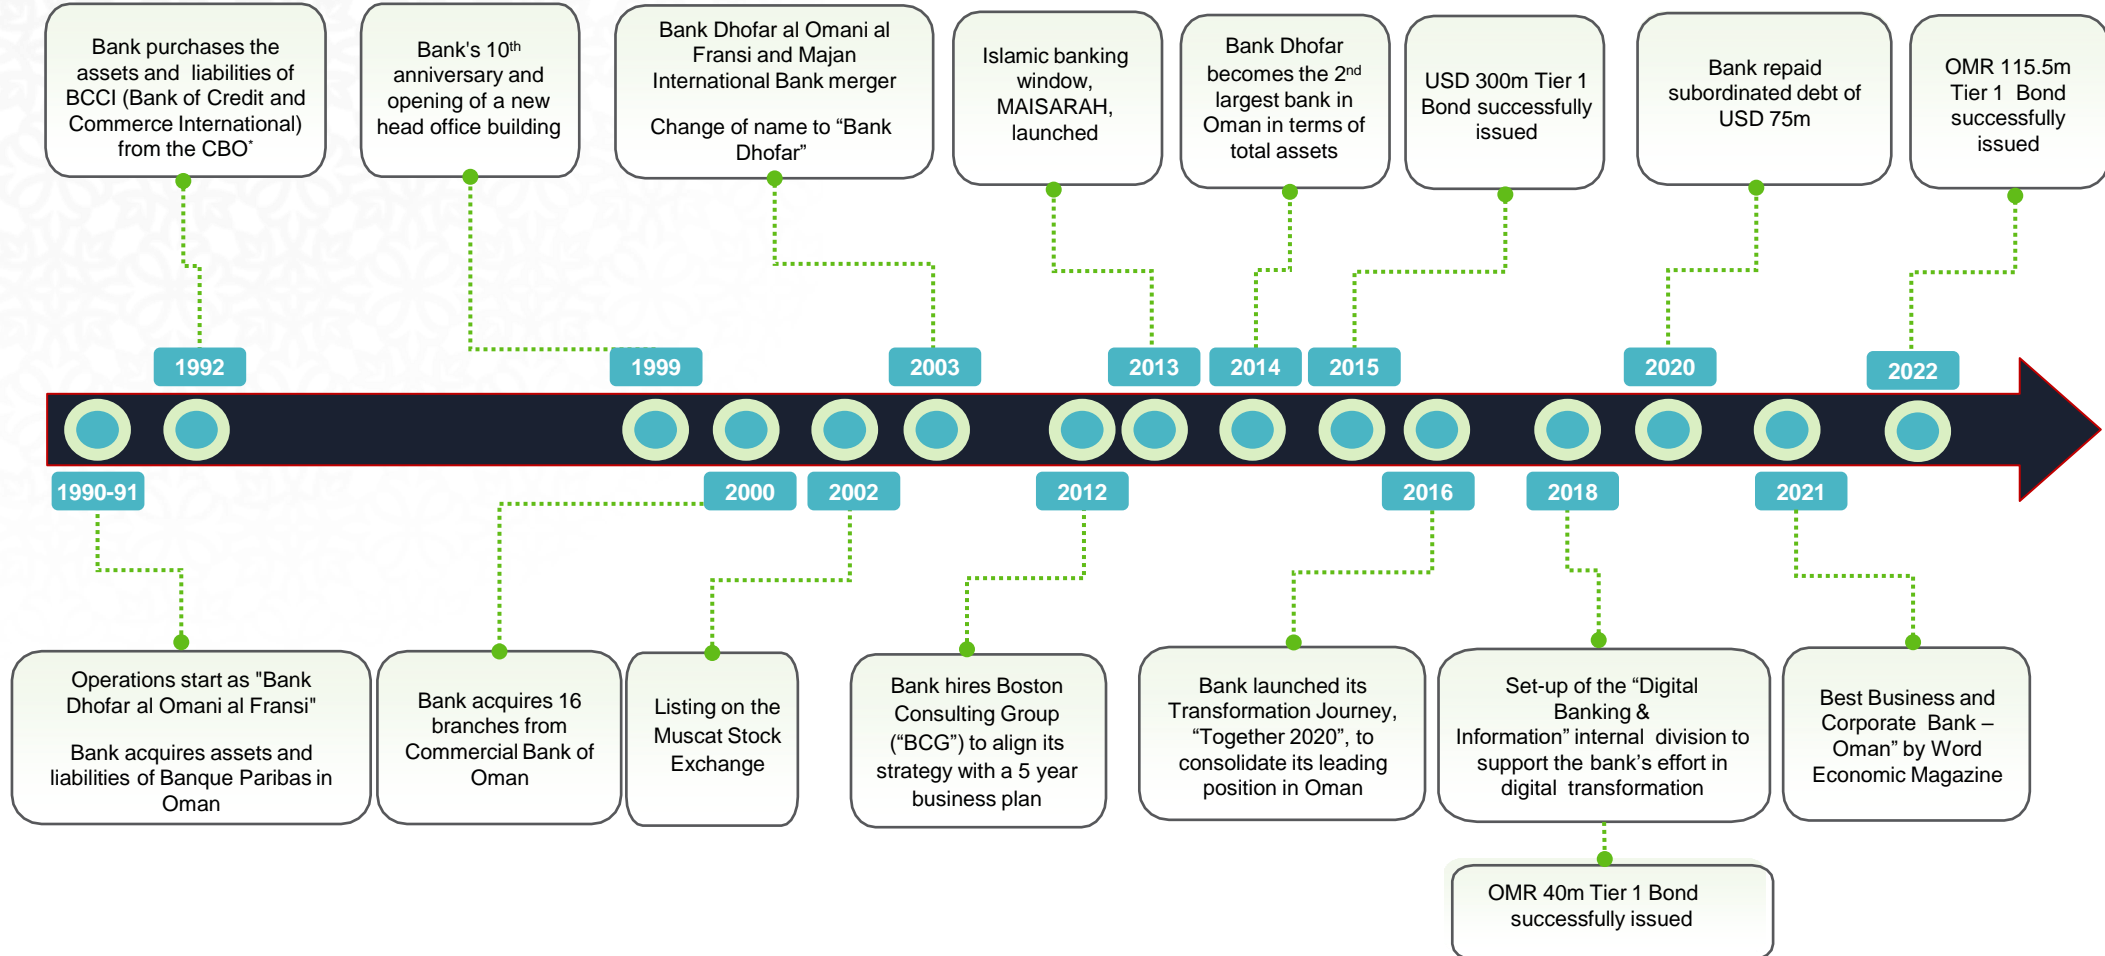 Bank purchases the
assets and liabilities of
BCCI (Bank of Credit and
Commerce International)
from the CBO*
Bank's 10th
anniversary and
opening of a new
head office building
Bank Dhofar al Omani al
Fransi and Majan
International Bank merger
Change of name to “Bank
Dhofar”
Islamic banking
window,
MAISARAH,
launched
Bank Dhofar
becomes the 2nd
largest bank in
Oman in terms of
total assets
USD 300m Tier 1
Bond successfully
issued
Bank repaid
subordinated debt of
USD 75m
OMR 115.5m
Tier 1 Bond
successfully
issued
1992
1999
2003
2013
2014
2015
2020
2022
1990-91
2000
2002
2012
2016
2018
2021
Operations start as "Bank
Dhofar al Omani al Fransi"
Bank acquires assets and
liabilities of Banque Paribas in
Oman
Bank acquires 16
branches from
Commercial Bank of
Oman
Listing on the
Muscat Stock
Exchange
Bank hires Boston
Consulting Group
(“BCG”) to align its
strategy with a 5 year
business plan
Bank launched its
Transformation Journey,
“Together 2020”, to
consolidate its leading
position in Oman
Set-up of the “Digital
Banking &
Information” internal division to
support the bank’s effort in
digital transformation
Best Business and
Corporate Bank –
Oman” by Word
Economic Magazine
OMR 40m Tier 1 Bond
successfully issued